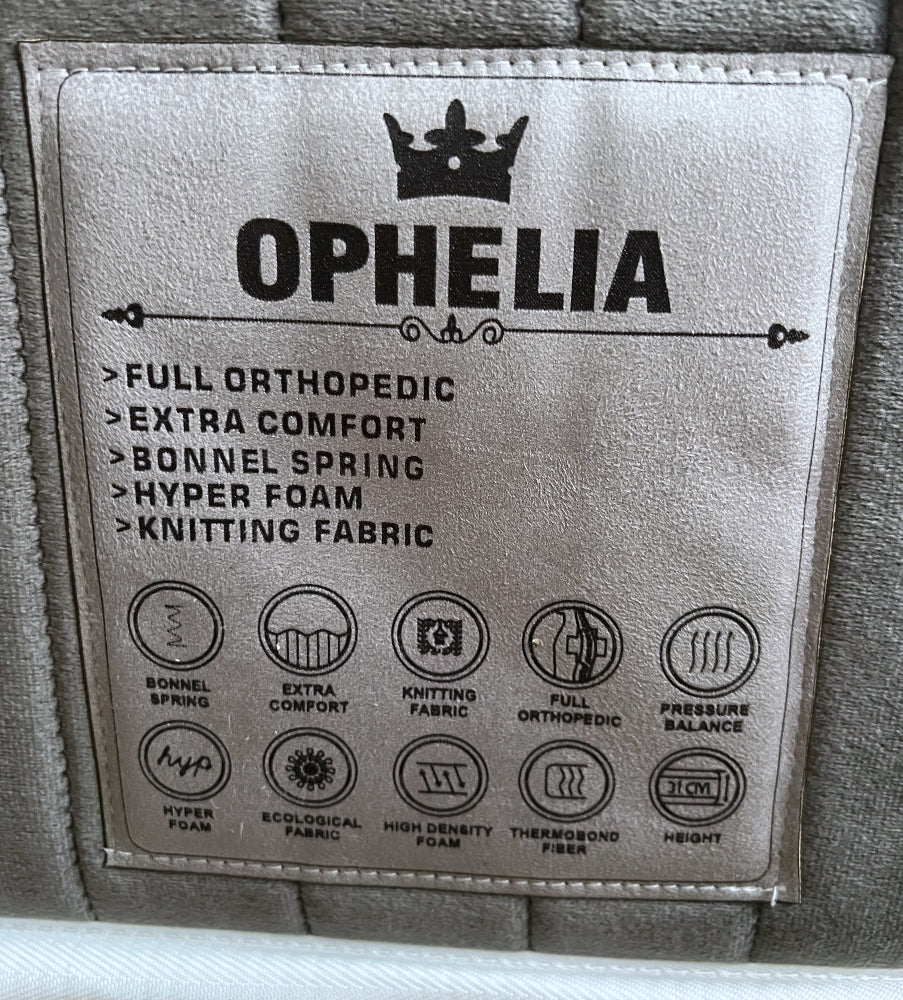 OPHELIA
>FULL ORTHOPEDIC
>EXTRA COMFORT
>BONNEL SPRING
>HYPER FOAM
>KNITTING FABRIC
BONNEL
SPRING
EXTRA
COMFORT
KNITTING
FABRIC
FULL
ORTHOPEDIC
PRESSURE
BALANCE
hyp
HYPER
FOAM
ECOLOGICAL
FABRIC
HIGH DENSITY
FOAM
THERMOBOND
FIBER
31 CM
HEIGHT